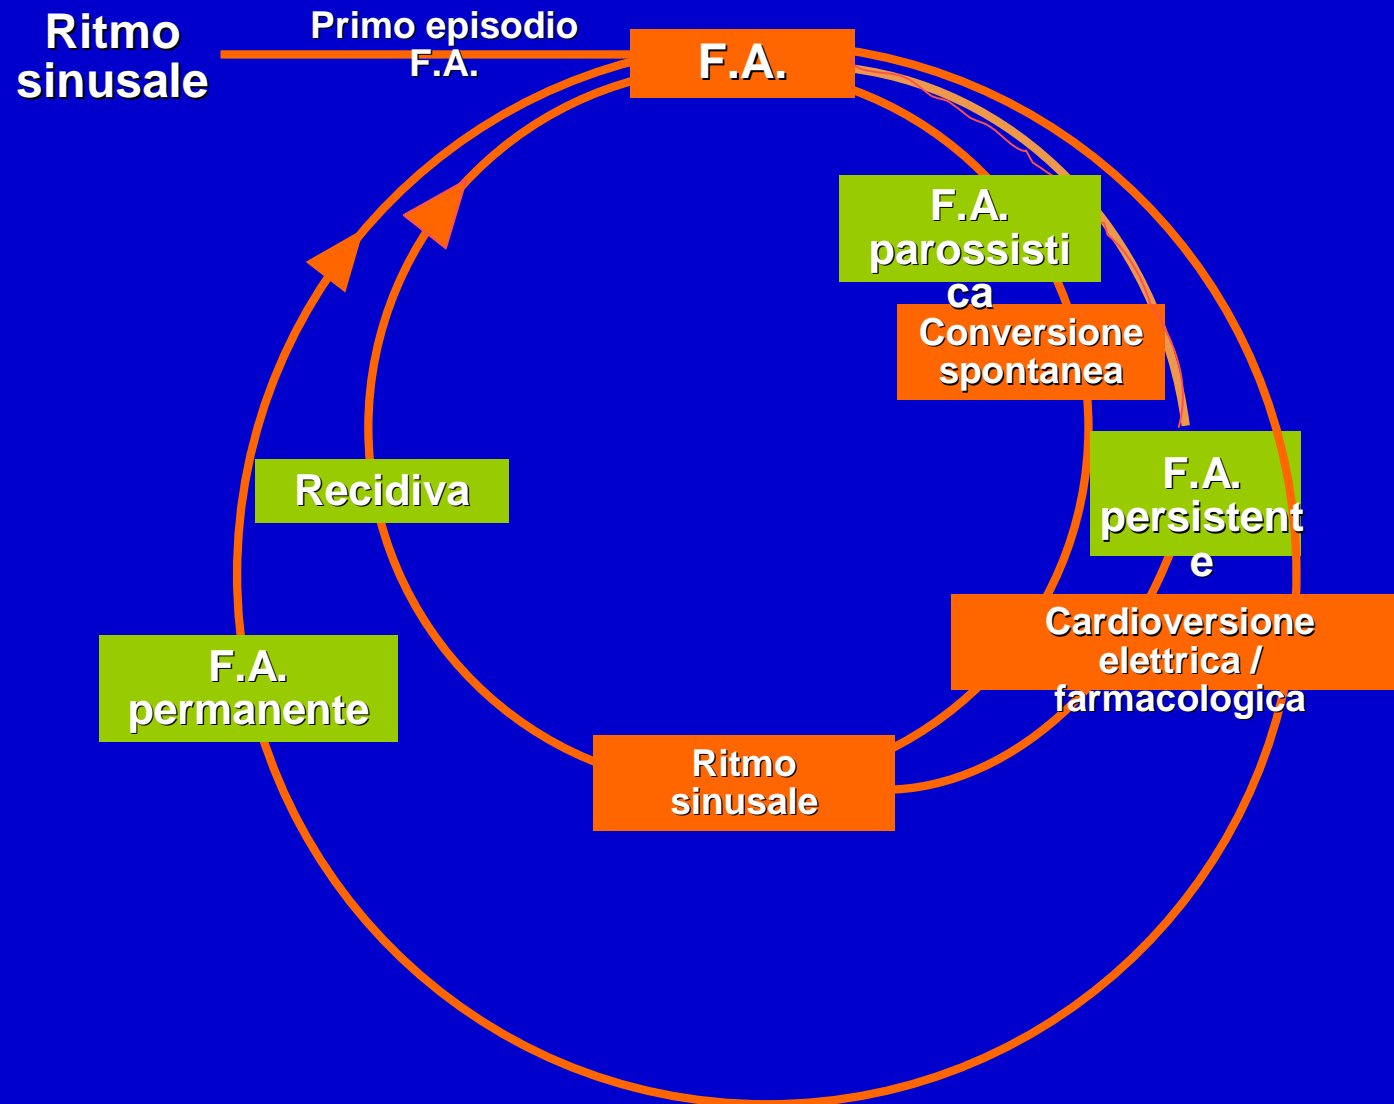 Ritmo
sinusale
Primo episodio
F.A.
F.A.
F.A.
parossisti
ca
Conversione
spontanea
F.A.
persistent
e
Recidiva
Cardioversione
elettrica /
farmacologica
F.A.
permanente
Ritmo
sinusale